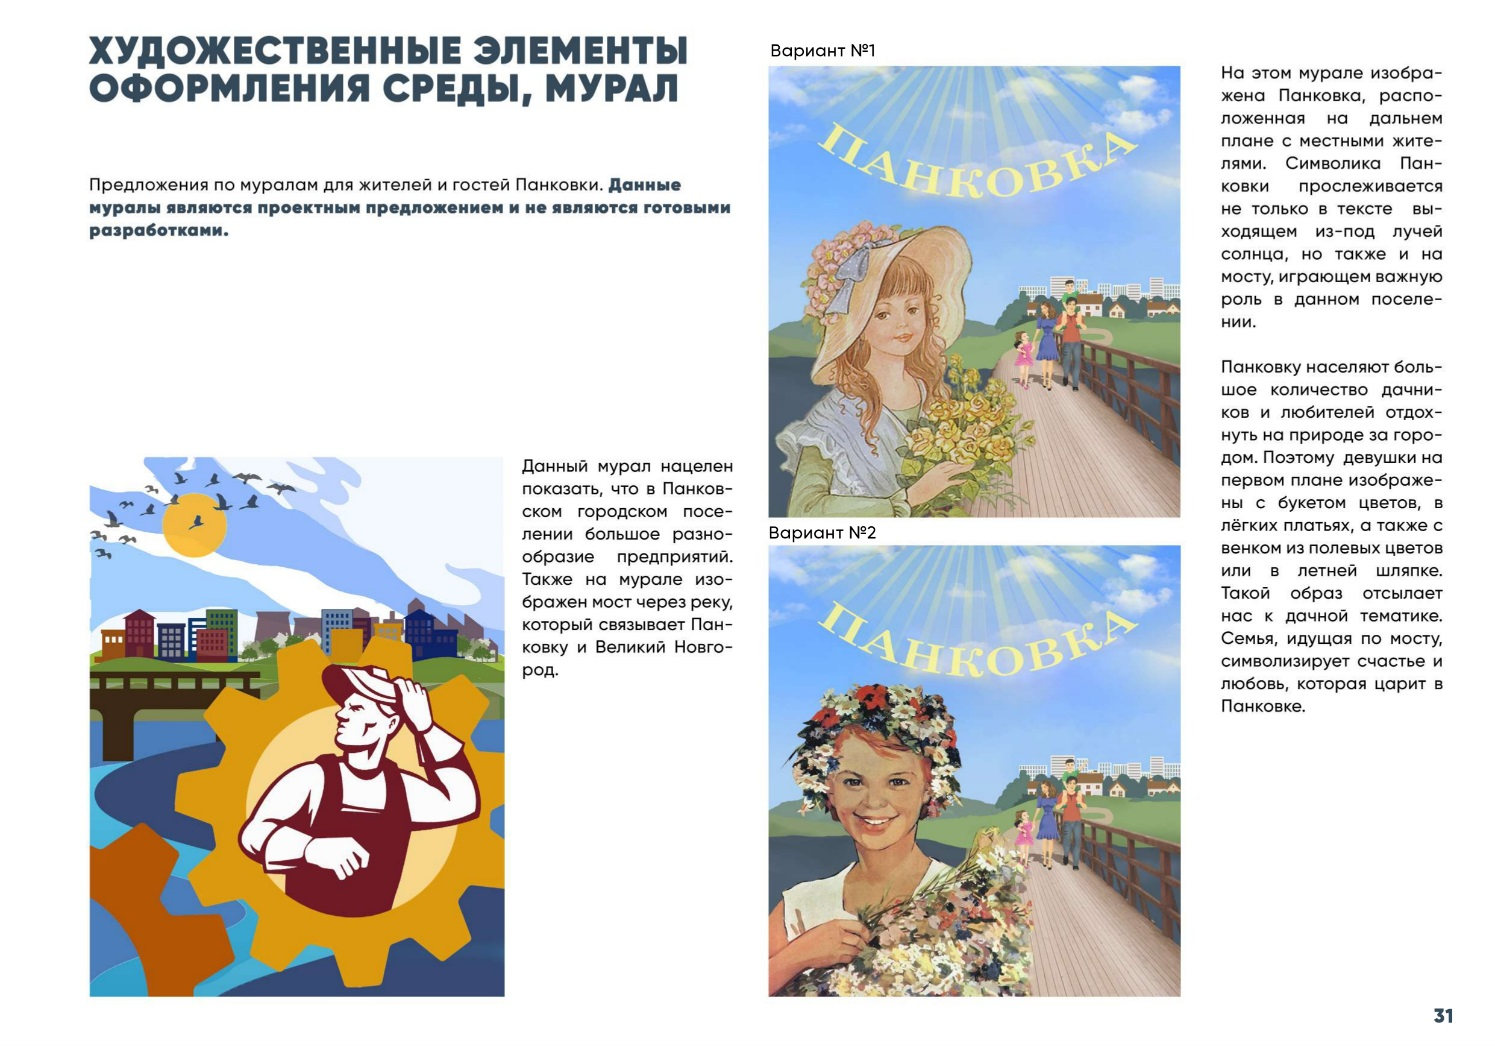 ХУДОЖЕСТВЕННЫЕ ЭЛЕМЕНТЫ
ОФОРМЛЕНИЯ СРЕДЫ, МУРАЛ
Предложения по муралам для жителей и гостей Панковки. Данные
муралы являются проектным предложением и не являются готовыми
разработками.
Данный мурал нацелен
показать, что в Панков-
ском городском посе-
лении большое разно-
образие предприятий.
Также на мурале изо-
бражен мост через реку,
который связывает Пан-
ковку и Великий Новго-
род.
Вариант №1
ПАНКОВКА
Вариант №2
ПАНКОВКА
На этом мурале изобра-
жена Панковка, распо-
ложенная на дальнем
плане с местными жите-
лями. Символика Пан-
ковки прослеживается
не только в тексте вы-
ходящем из-под лучей
солнца, но также и на
мосту, играющем важную
роль в данном поселе-
нии.
Панковку населяют боль-
шое количество дачни-
ков и любителей отдох-
нуть на природе за горо-
дом. Поэтому девушки на
первом плане изображе-
ны с букетом цветов, в
лёгких платьях, а также с
венком из полевых цветов
или в летней шляпке.
Такой образ отсылает
нас к дачной тематике.
Семья, идущая по мосту,
символизирует счастье и
любовь, которая царит в
Панковке.
31